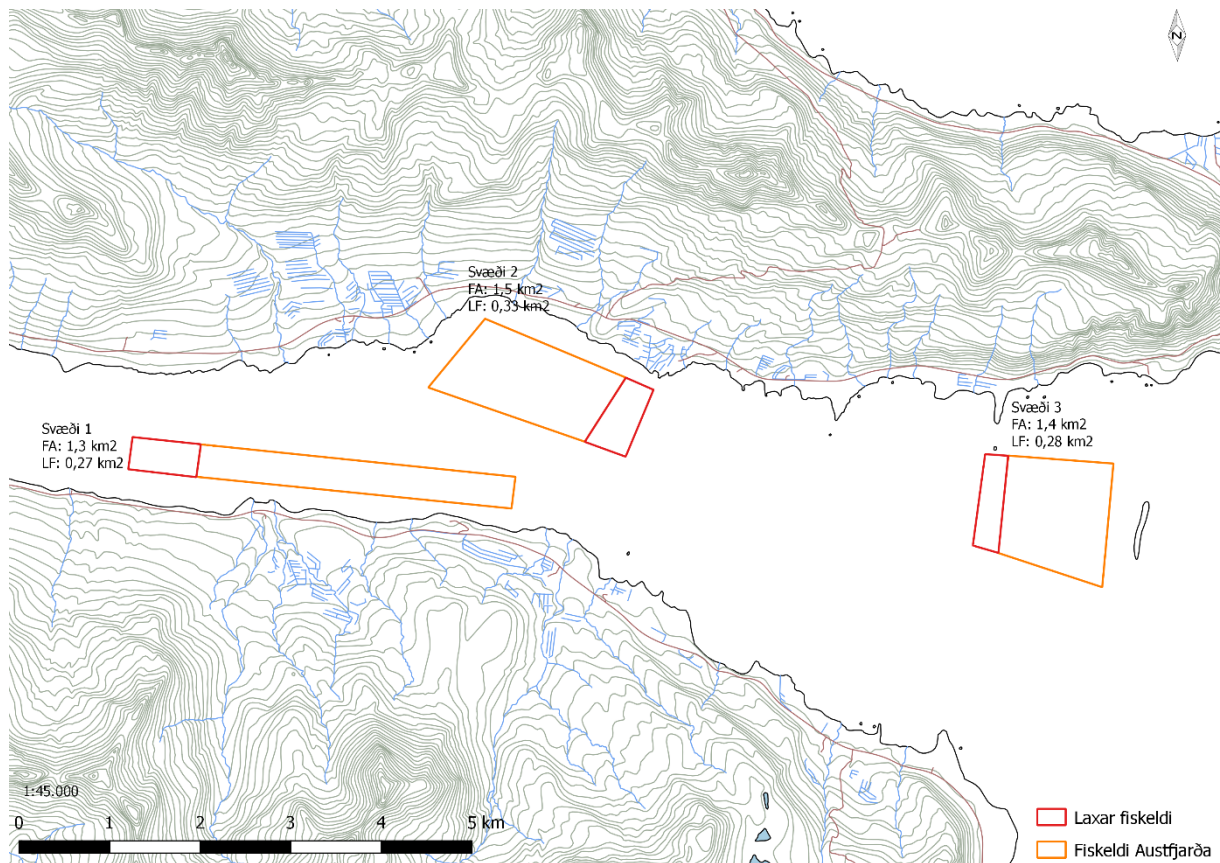 N
Svæði 2
FA: 1,5 km2
LF: 0,33 km2
Svæði 1
FA: 1,3 km2
LF: 0,27 km2
Svæði 3
FA: 1,4 km2
LF: 0,28 km2
1:45.000
0 1 2 3 4 5 km
Laxar fiskeldi
Fiskeldi Austfjarða